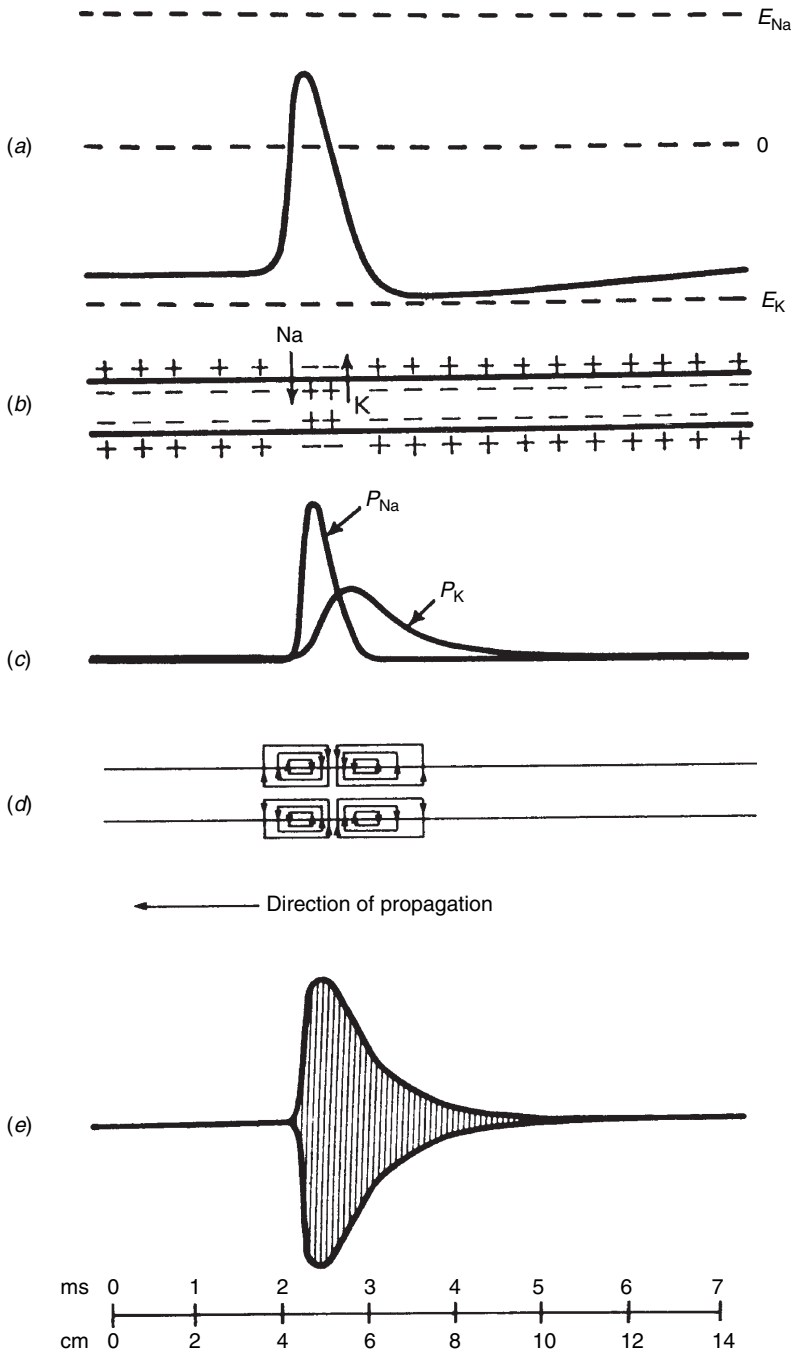 E_Na
(a)
0
E_K
Na
(b)
K
P_Na
P_K
(c)
(d)
Direction of propagation
(e)
ms 0 1 2 3 4 5 6 7
cm 0 2 4 6 8 10 12 14